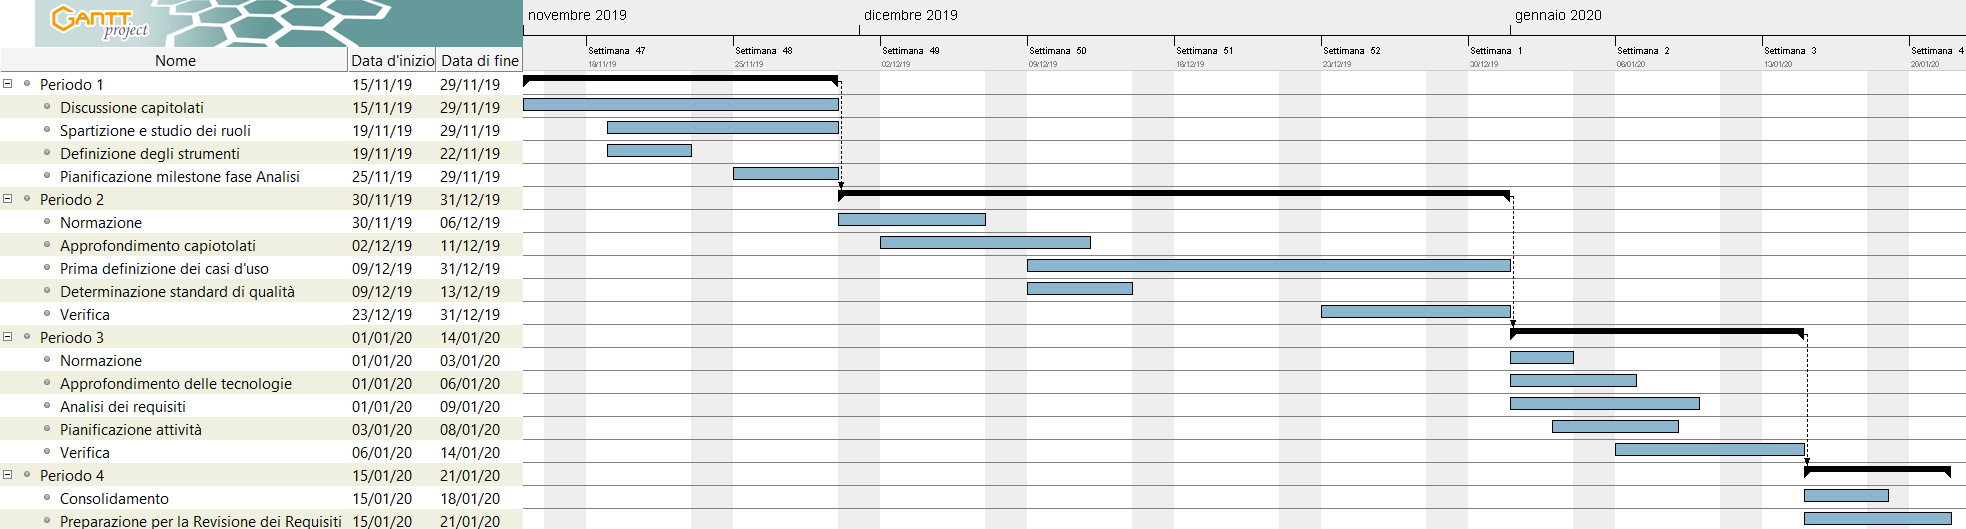 GANTT project
novembre 2019 dicembre 2019 gennaio 2020
Settimana 47 Settimana 48 Settimana 49 Settimana 50 Settimana 51 Settimana 52 Settimana 1 Settimana 2 Settimana 3 Settimana 4
18/11/19 25/11/19 02/12/19 09/12/19 16/12/19 23/12/19 30/12/19 06/01/20 13/01/20 20/01/20
Nome Data d'inizio Data di fine
Periodo 1 15/11/19 29/11/19
Discussione capitolati 15/11/19 29/11/19
Spartizione e studio dei ruoli 19/11/19 29/11/19
Definizione degli strumenti 19/11/19 22/11/19
Pianificazione milestone fase Analisi 25/11/19 29/11/19
Periodo 2 30/11/19 31/12/19
Normazione 30/11/19 06/12/19
Approfondimento capiotolati 02/12/19 11/12/19
Prima definizione dei casi d'uso 09/12/19 31/12/19
Determinazione standard di qualità 09/12/19 13/12/19
Verifica 23/12/19 31/12/19
Periodo 3 01/01/20 14/01/20
Normazione 01/01/20 03/01/20
Approfondimento delle tecnologie 01/01/20 06/01/20
Analisi dei requisiti 01/01/20 09/01/20
Pianificazione attività 03/01/20 08/01/20
Verifica 06/01/20 14/01/20
Periodo 4 15/01/20 21/01/20
Consolidamento 15/01/20 18/01/20
Preparazione per la Revisione dei Requisiti 15/01/20 21/01/20